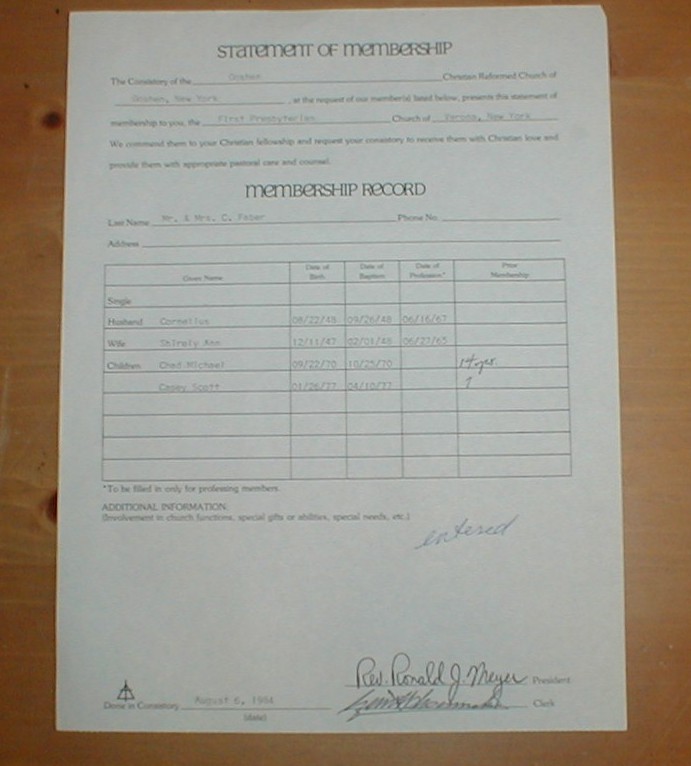 STATEMENT OF MEMBERSHIP
The Consistory of the Goshen Christian Reformed Church of
Goshen, New York, at the request of our member(s) listed below, presents this statement of
membership to you, the First Presbyterian Church of Verona, New York
We commend them to your Christian fellowship and request your consistory to receive them with Christian love and
provide them with appropriate pastoral care and counsel.
MEMBERSHIP RECORD
Last Name Mr. & Mrs. C. Faber Phone No.
Address
Given Name Date of Birth Date of Baptism Date of Profession* Prior Membership
Single
Husband Cornelius 08/22/48 09/26/48 06/16/67
Wife Shirely Ann 12/11/47 02/01/48 06/27/65
Children Chad Michael 09/22/70 10/25/70 14 yr.
Casey Scott 01/26/77 04/10/77 7
*To be filled in only for professing members.
ADDITIONAL INFORMATION:
(Involvement in church functions, special gifts or abilities, special needs, etc.)
entered
Rev. Ronald J. Meyer President
Done in Consistory August 6, 1984 Clerk
(date)